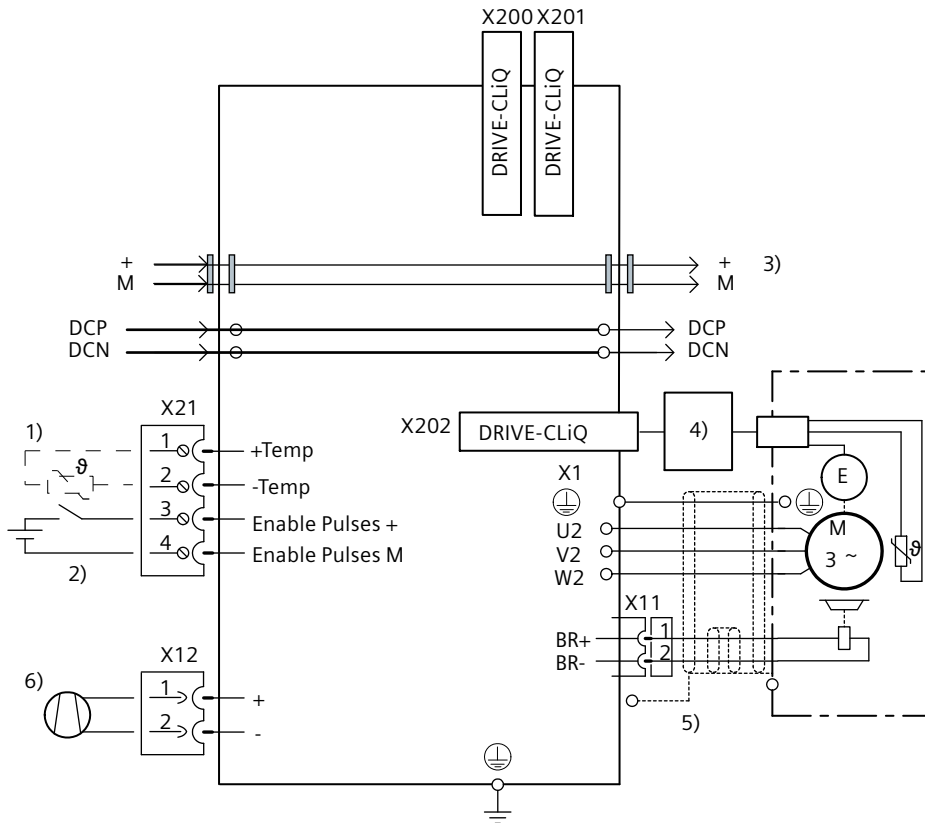 X200 X201
DRIVE-CLiQ
DRIVE-CLiQ
+ + 3)
M M
DCP DCP
DCN DCN
X21
1)
1 +Temp
ϑ
2 -Temp
3 Enable Pulses +
4 Enable Pulses M
2)
X202 DRIVE-CLiQ 4)
X1
E
U2
V2
W2
M
3 ~
ϑ
X11
BR+ 1
BR- 2
5)
X12
6)
1 +
2 -